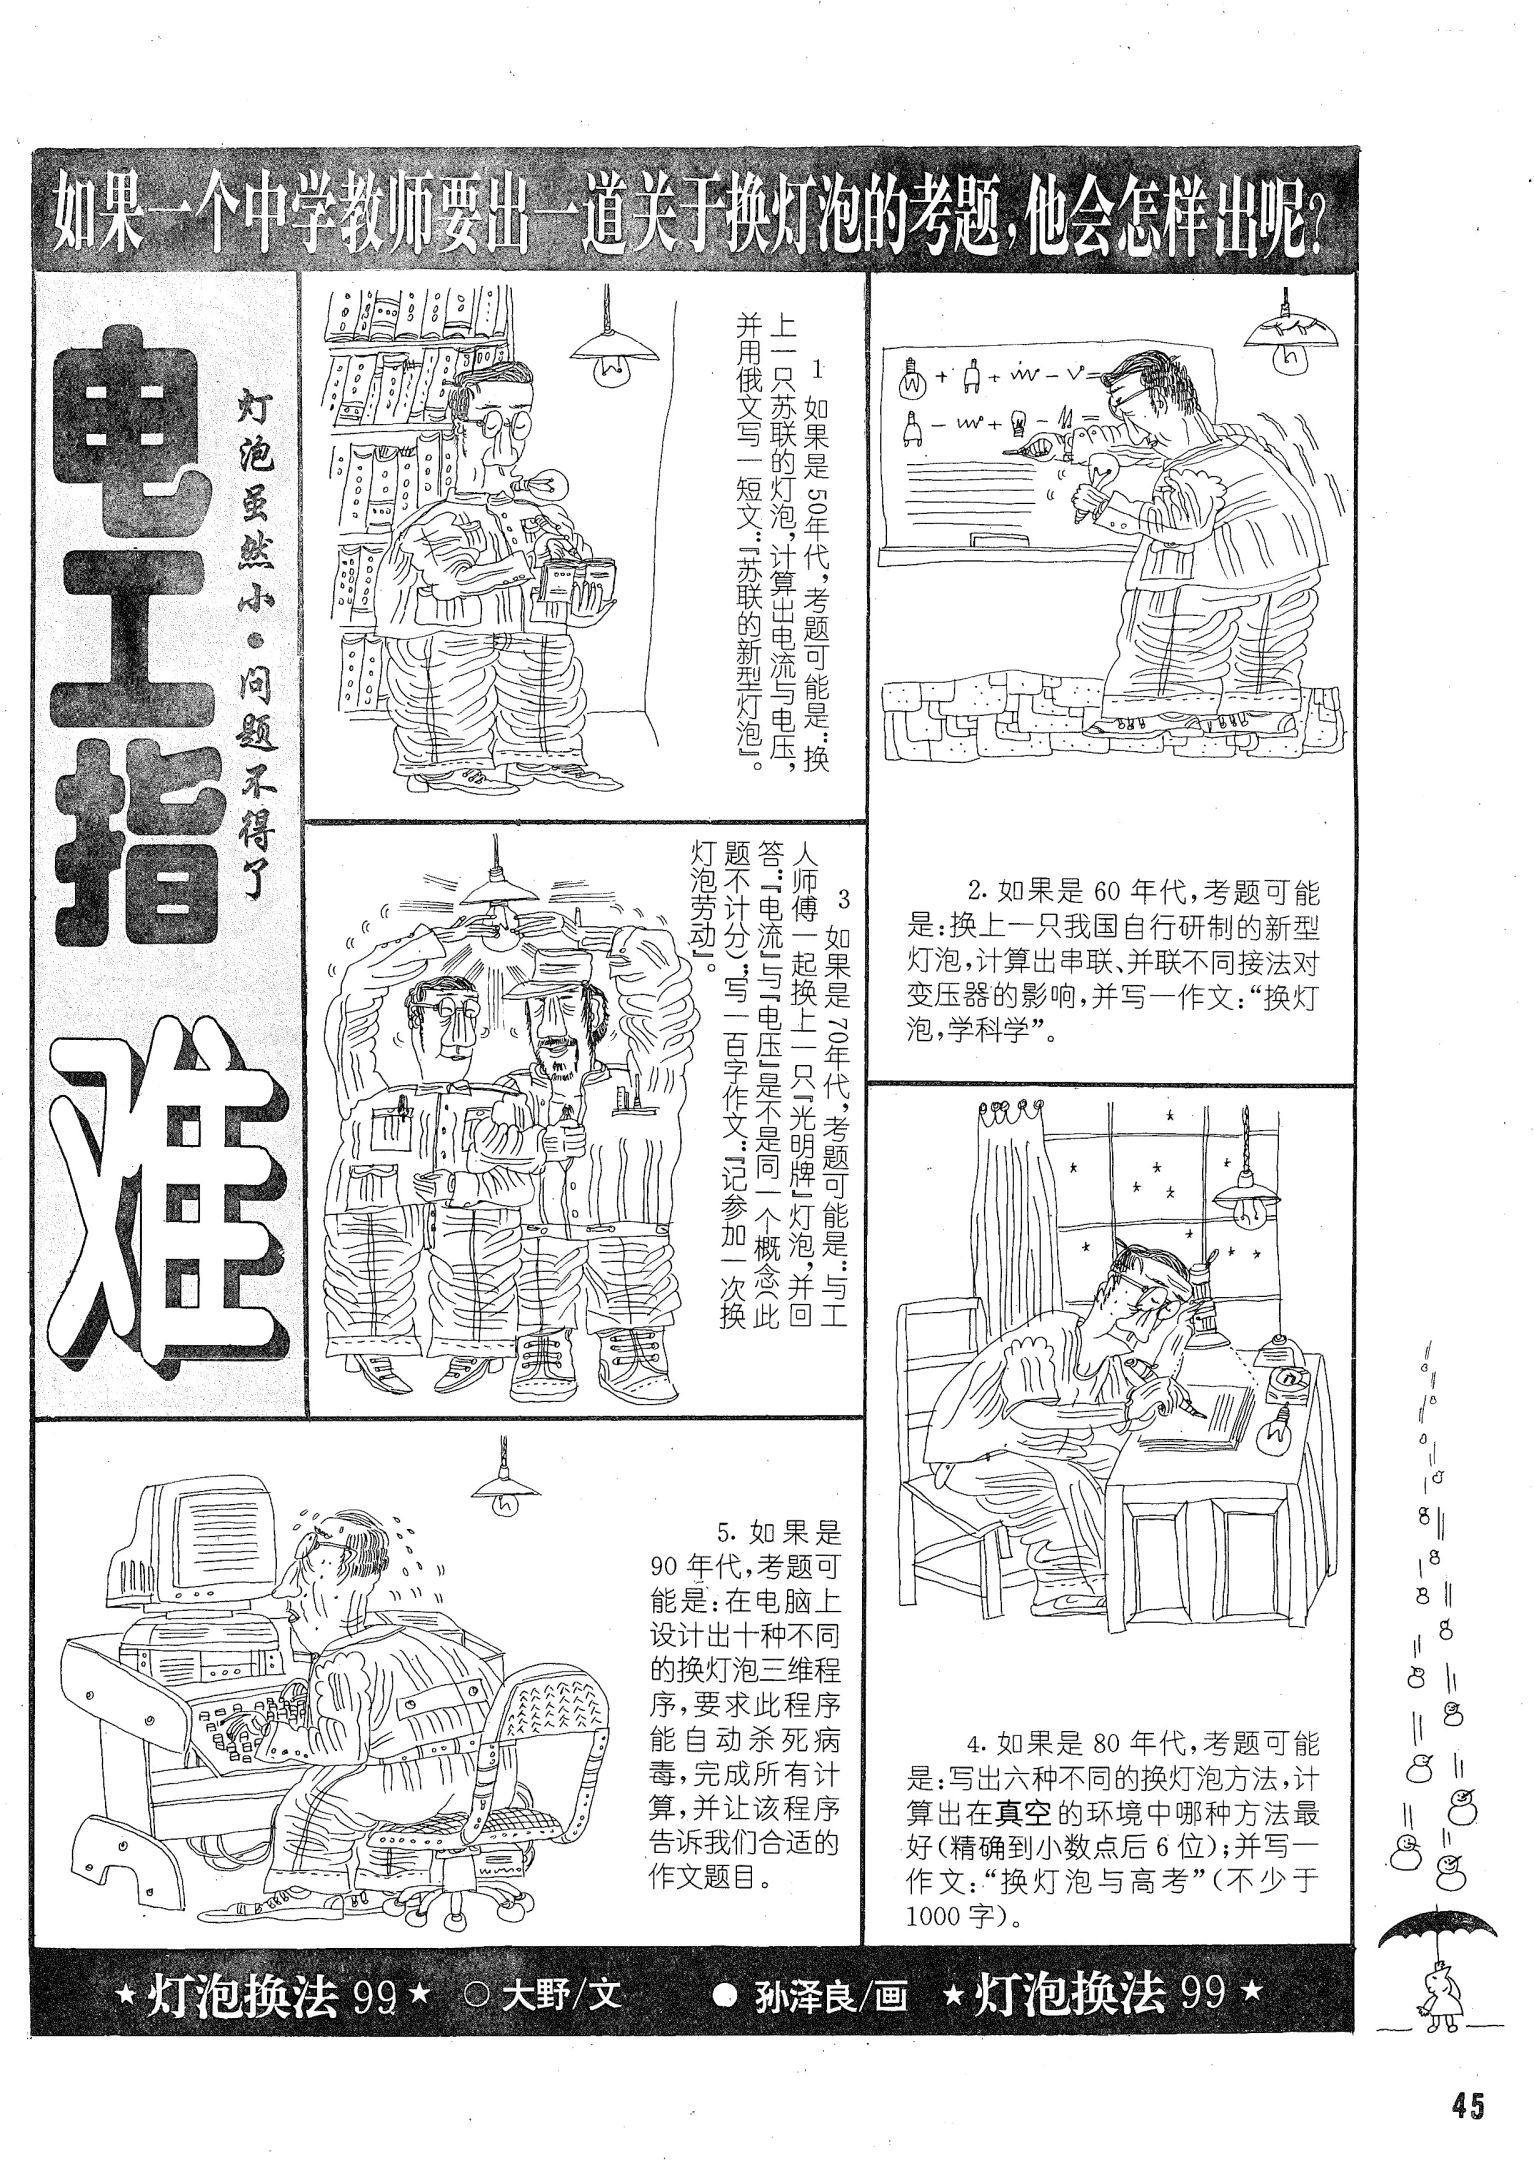 如果一个中学教师要出一道关于换灯泡的考题,他会怎样出呢?
电工指难
灯泡虽然小·问题不得了
1 如果是50年代,考题可能是:换
上一只苏联的灯泡,计算出电流与电压,
并用俄文写一短文:『苏联的新型灯泡』。
2. 如果是 60 年代,考题可能
是:换上一只我国自行研制的新型
灯泡,计算出串联、并联不同接法对
变压器的影响,并写一作文:“换灯
泡,学科学”。
3 如果是70年代,考题可能是:与工
人师傅一起换上一只『光明牌』灯泡,并回
答:『电流』与『电压』是不是同一个概念(此
题不计分);写一百字作文:『记参加一次换
灯泡劳动』。
4. 如果是 80 年代,考题可能
是:写出六种不同的换灯泡方法,计
算出在真空的环境中哪种方法最
好(精确到小数点后 6 位);并写一
作文:“换灯泡与高考”(不少于
1000 字)。
5. 如果是
90 年代,考题可
能是:在电脑上
设计出十种不同
的换灯泡三维程
序,要求此程序
能自动杀死病
毒,完成所有计
算,并让该程序
告诉我们合适的
作文题目。
★ 灯泡换法 99 ★ ○ 大野/文 ● 孙泽良/画 ★ 灯泡换法 99 ★
45